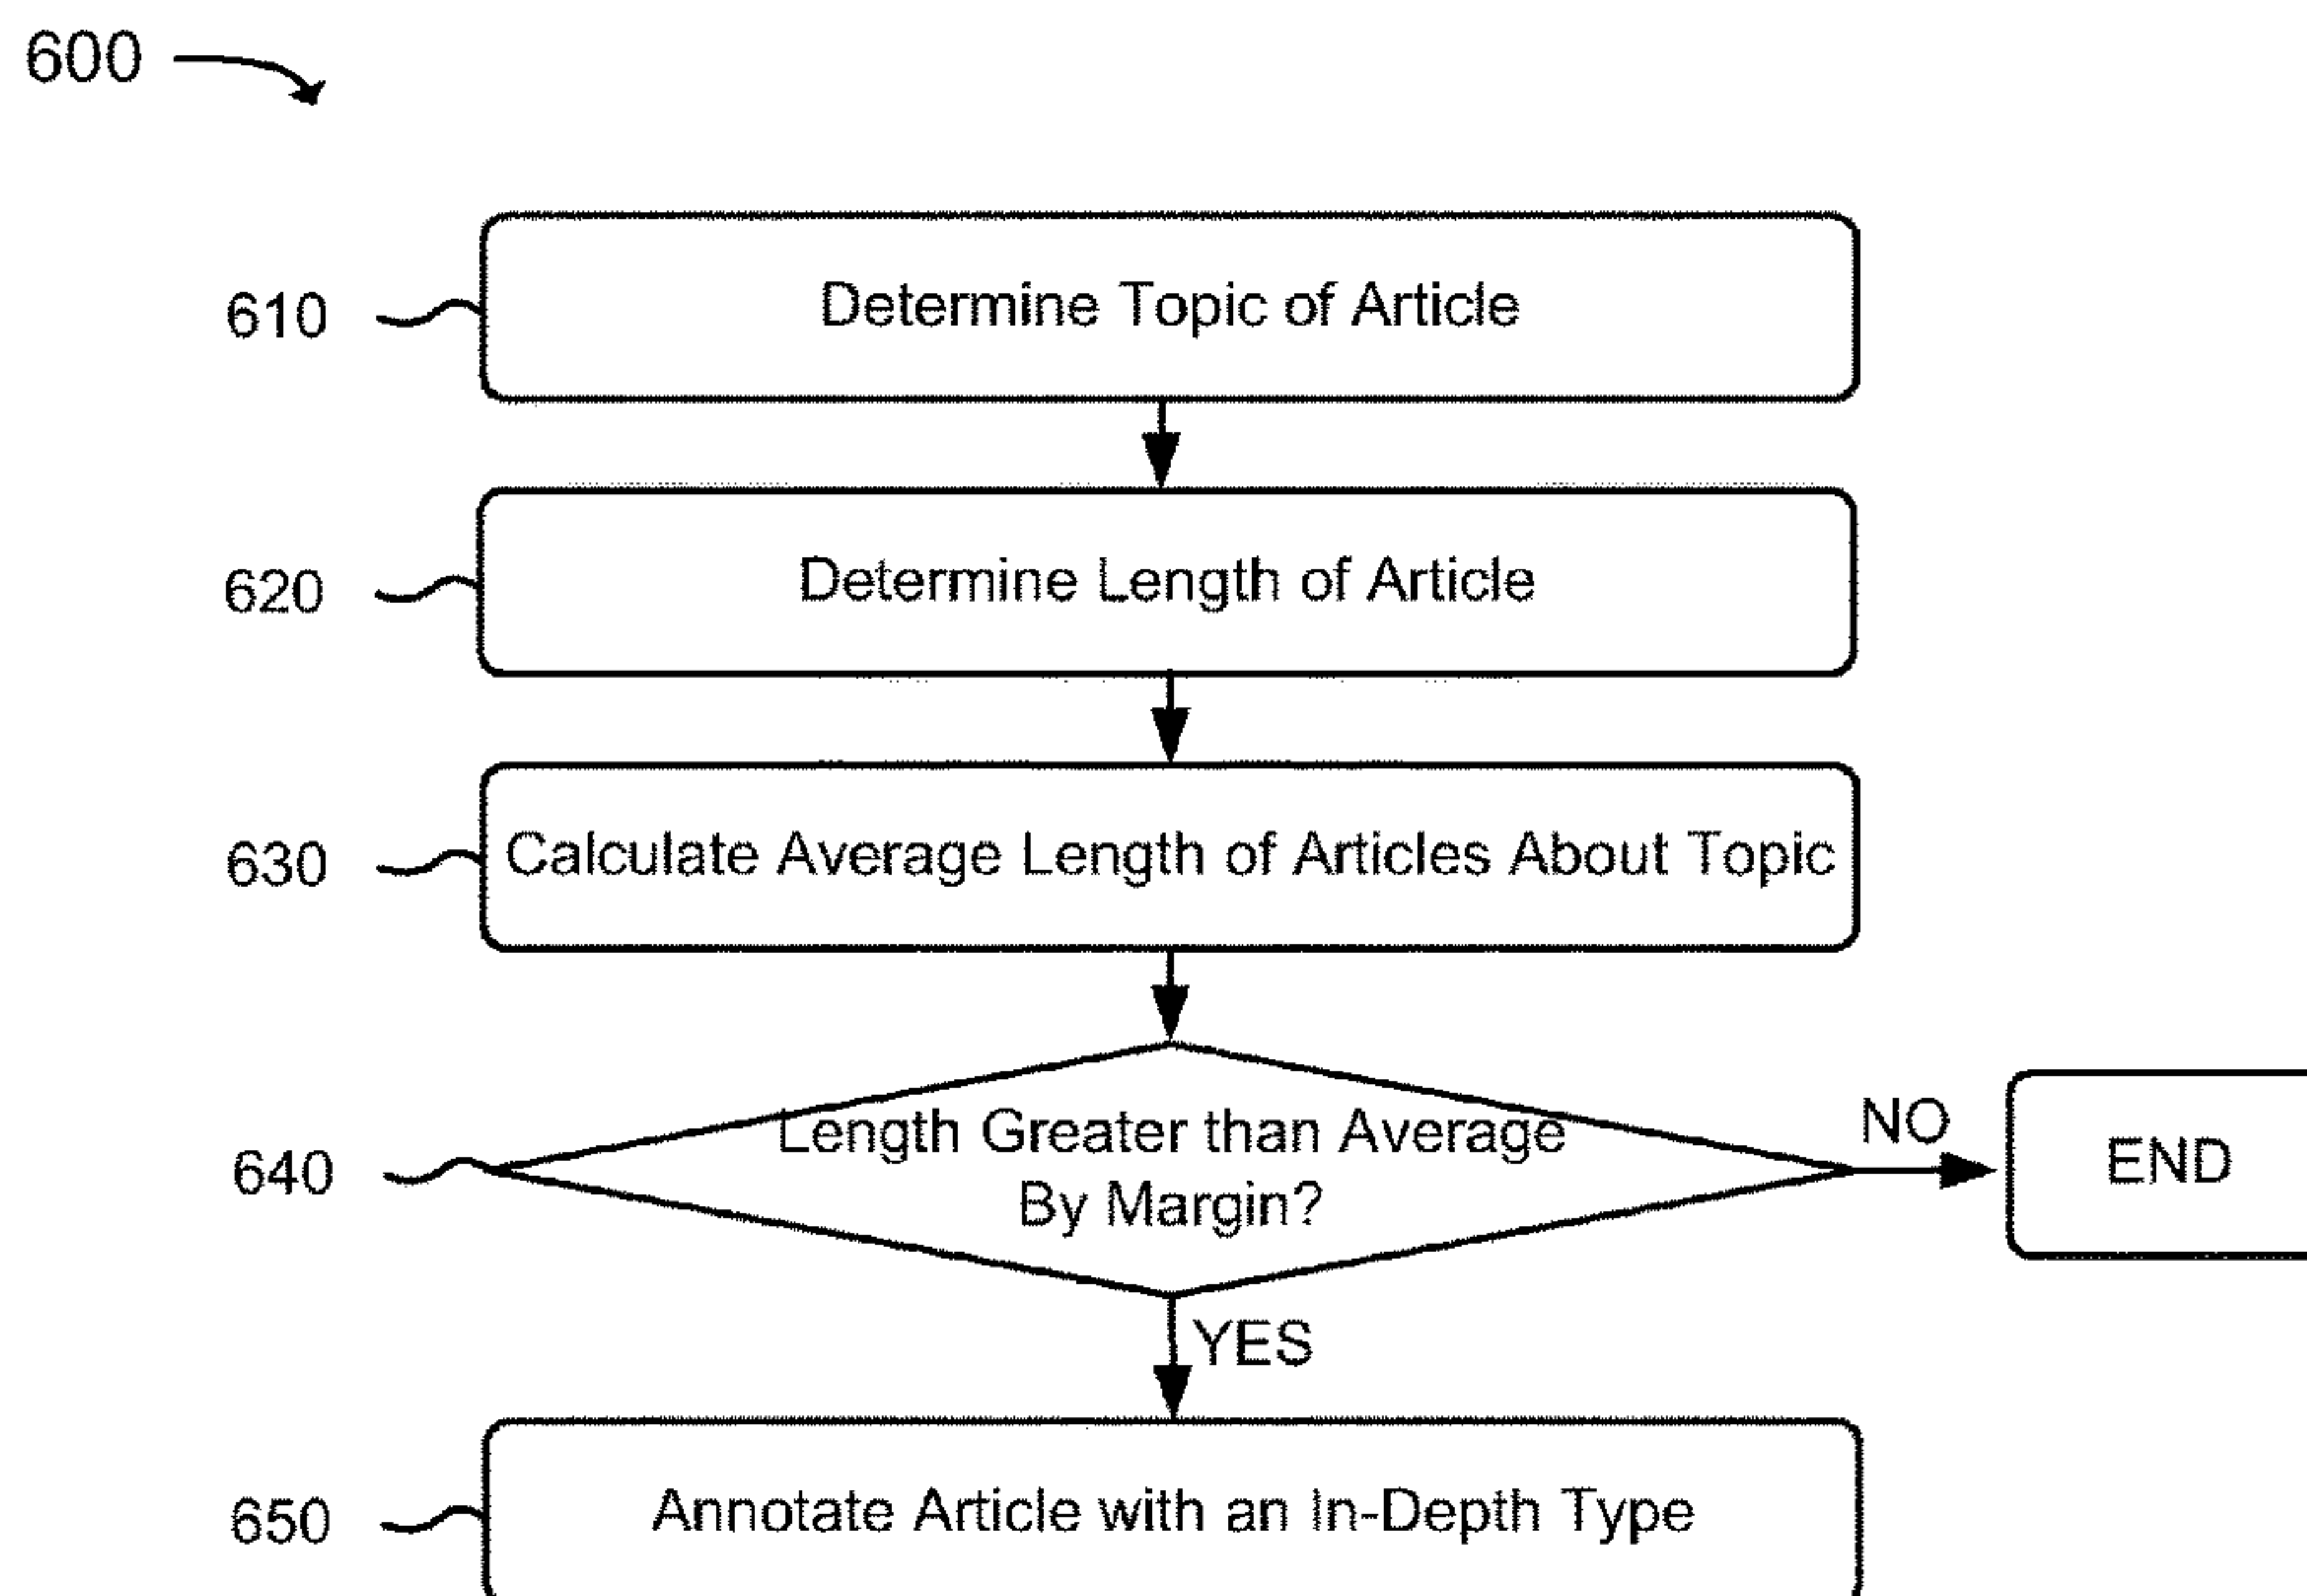 600
610
Determine Topic of Article
620
Determine Length of Article
630
Calculate Average Length of Articles About Topic
640
Length Greater than Average
By Margin?
NO
END
YES
650
Annotate Article with an In-Depth Type